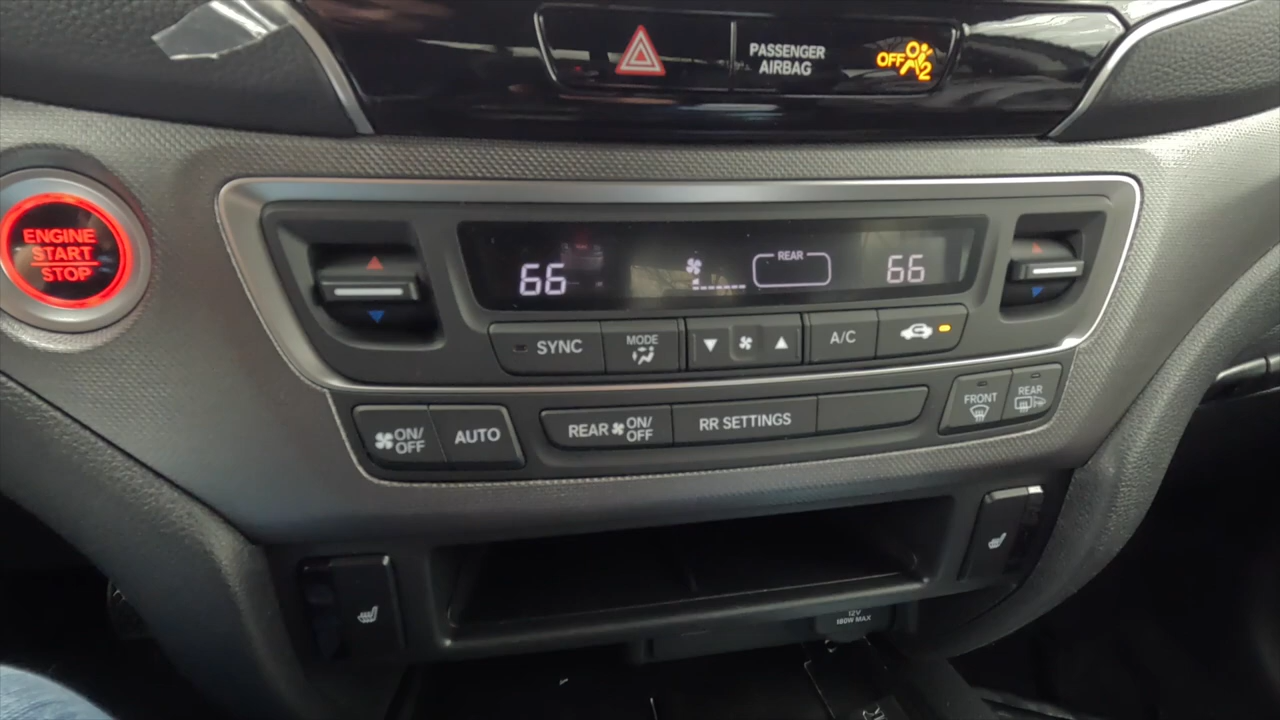 PASSENGER
AIRBAG
OFF 2
ENGINE
START
STOP
66
REAR
66
SYNC
MODE
A/C
ON/
OFF
AUTO
REAR ON/
OFF
RR SETTINGS
FRONT
REAR
12V
180W MAX